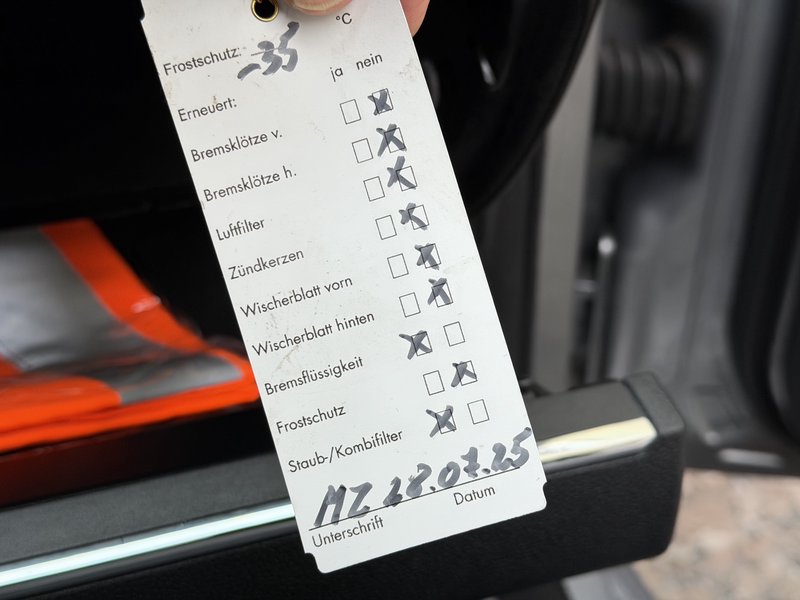 Frostschutz: -35 °C
Erneuert: ja nein
Bremsklötze v.
Bremsklötze h.
Luftfilter
Zündkerzen
Wischerblatt vorn
Wischerblatt hinten
Bremsflüssigkeit
Frostschutz
Staub-/Kombifilter
MZ 28.07.25
Unterschrift Datum